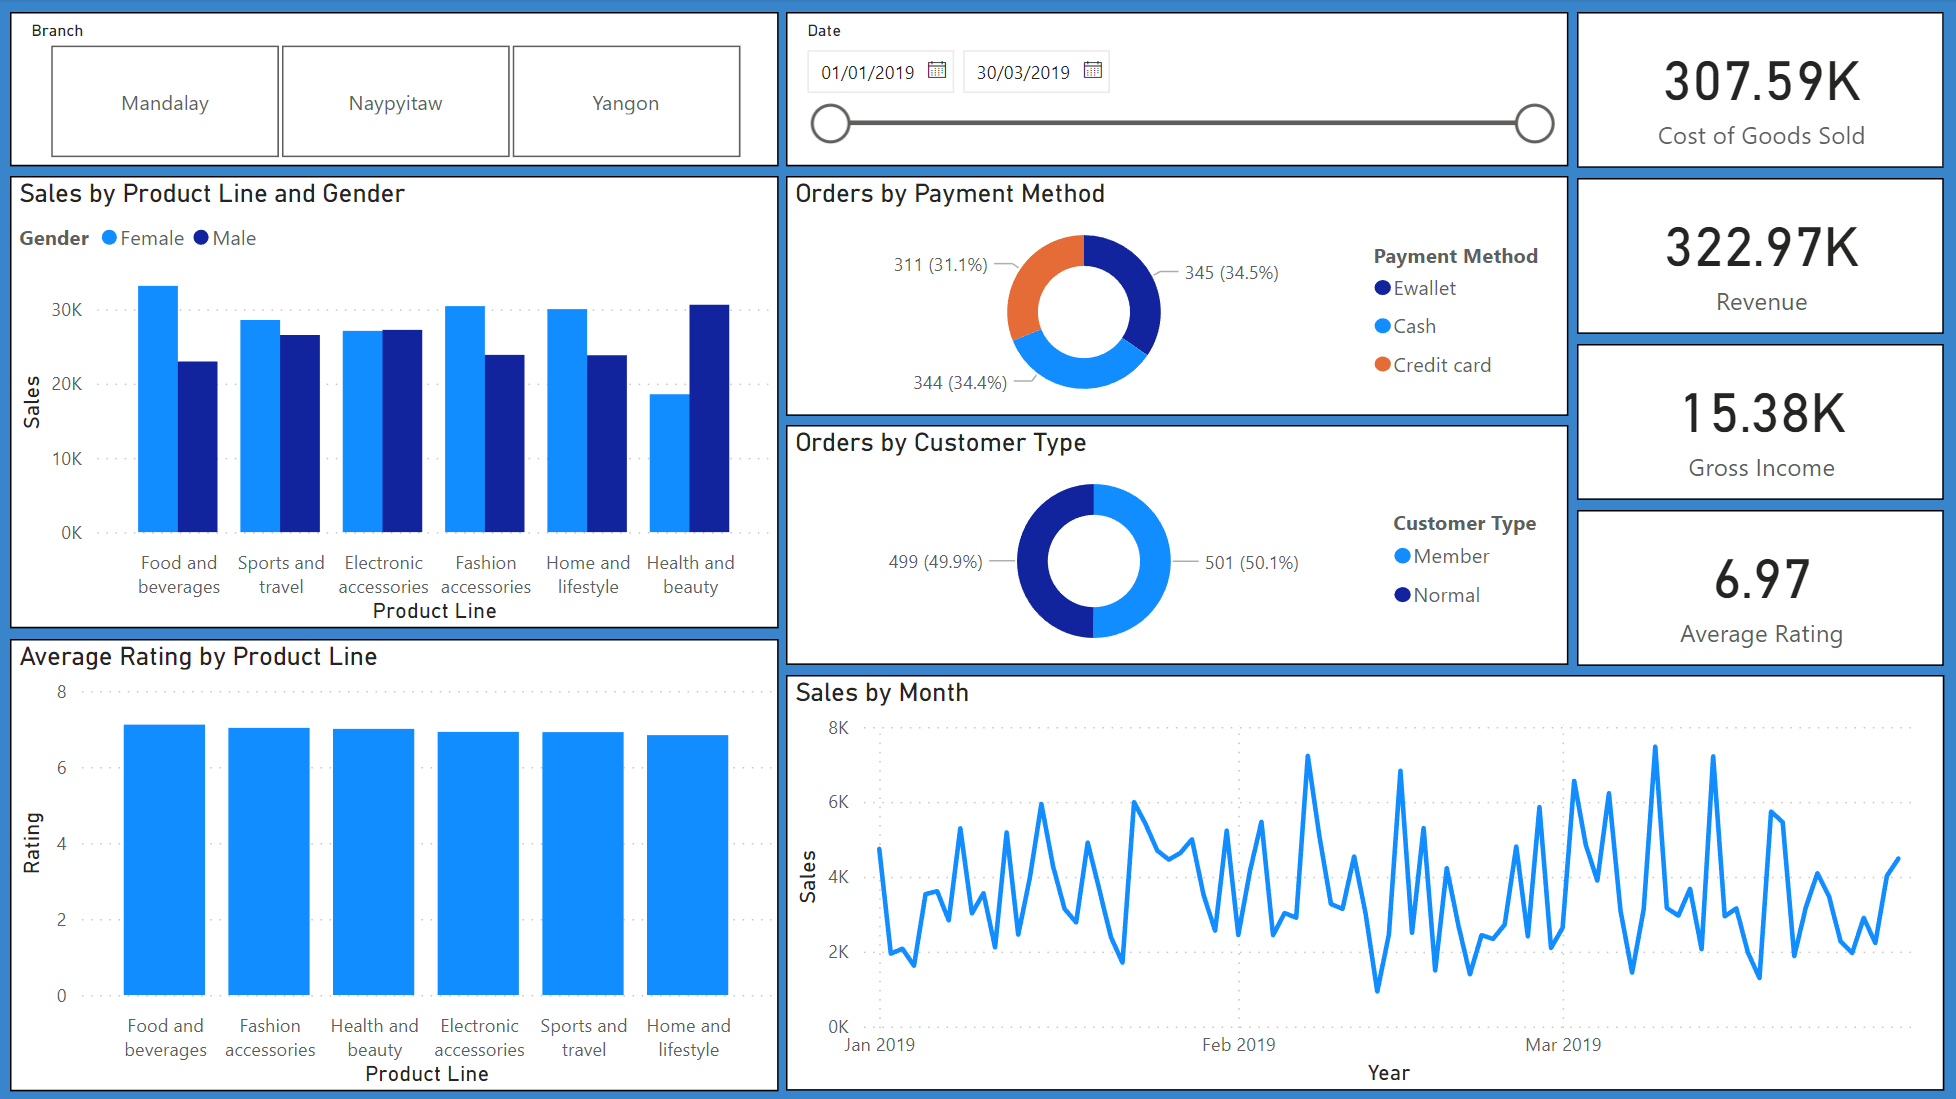 Branch
Mandalay
Naypyitaw
Yangon
Date
01/01/2019
30/03/2019
307.59K
Cost of Goods Sold
Sales by Product Line and Gender
Gender Female Male
30K
20K
10K
0K
Sales
Food and beverages
Sports and travel
Electronic accessories
Fashion accessories
Home and lifestyle
Health and beauty
Product Line
Orders by Payment Method
311 (31.1%)
345 (34.5%)
344 (34.4%)
Payment Method
Ewallet
Cash
Credit card
322.97K
Revenue
Orders by Customer Type
499 (49.9%)
501 (50.1%)
Customer Type
Member
Normal
15.38K
Gross Income
6.97
Average Rating
Average Rating by Product Line
8
6
4
2
0
Rating
Food and beverages
Fashion accessories
Health and beauty
Electronic accessories
Sports and travel
Home and lifestyle
Product Line
Sales by Month
8K
6K
4K
2K
0K
Sales
Jan 2019
Feb 2019
Mar 2019
Year